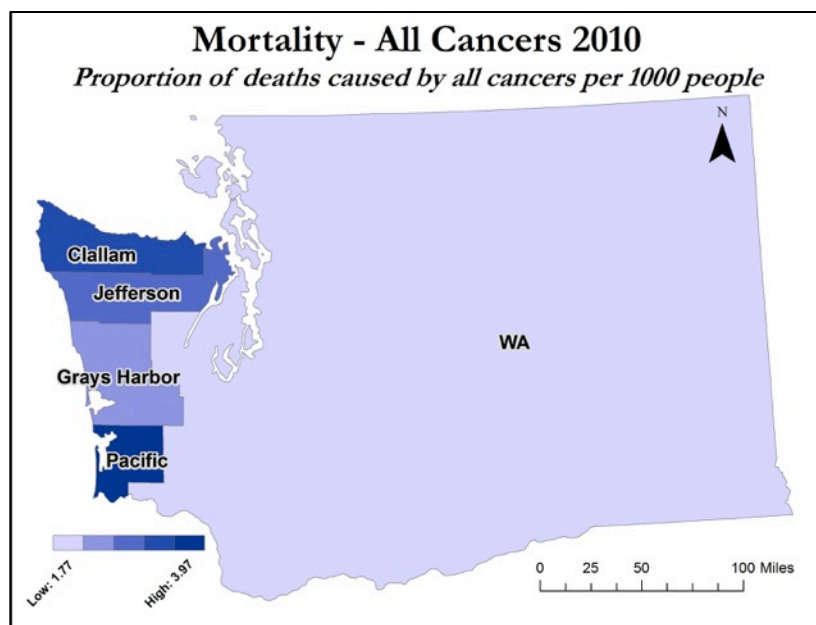 Mortality - All Cancers 2010
Proportion of deaths caused by all cancers per 1000 people
N
Clallam
Jefferson
WA
Grays Harbor
Pacific
Low: 1.77
High: 3.97
0 25 50 100 Miles